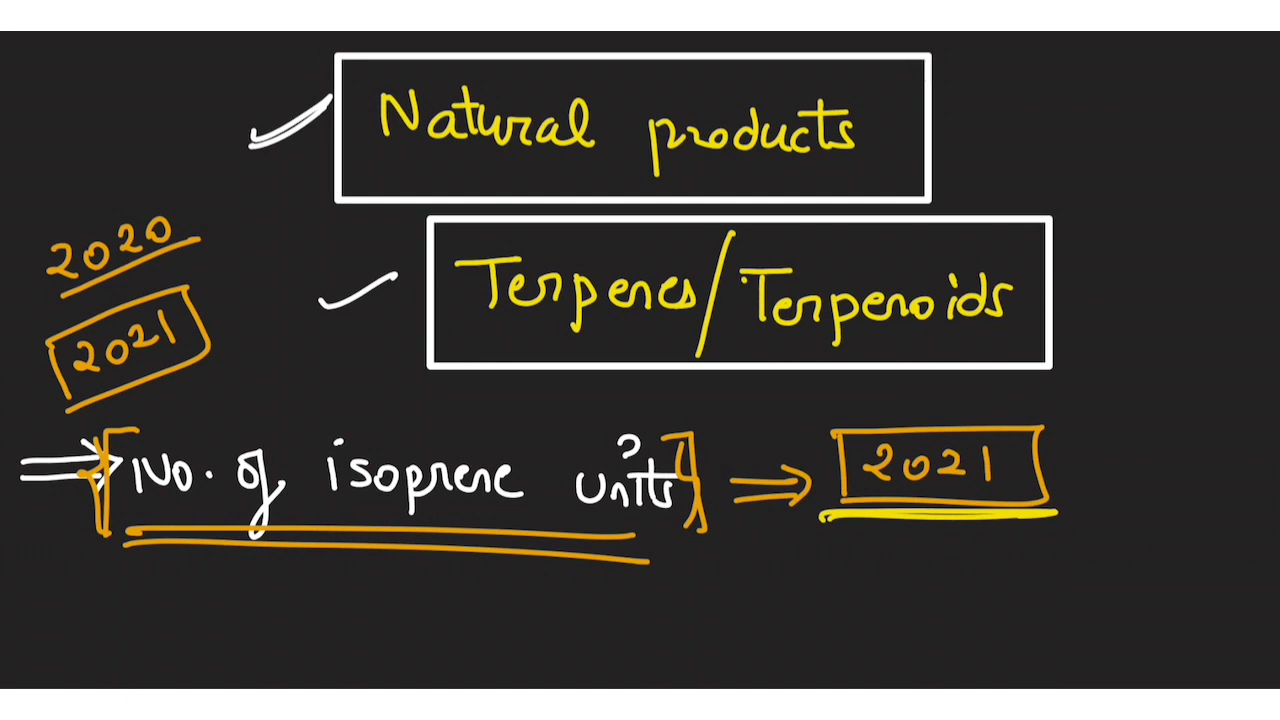 Natural products
2020
Terpenes/Terpenoids
2021
No. of isoprene units? 2021